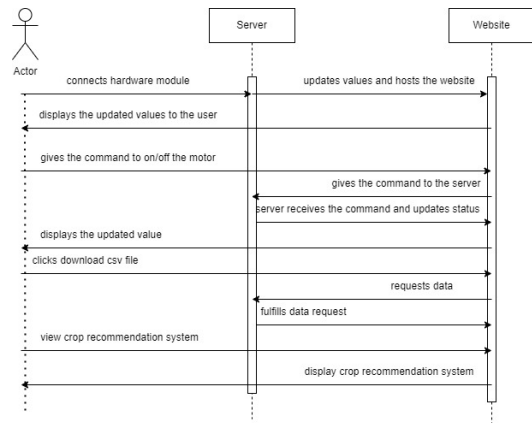 Server
Website
Actor
connects hardware module
updates values and hosts the website
displays the updated values to the user
gives the command to on/off the motor
gives the command to the server
server receives the command and updates status
displays the updated value
clicks download csv file
requests data
fulfills data request
view crop recommendation system
display crop recommendation system